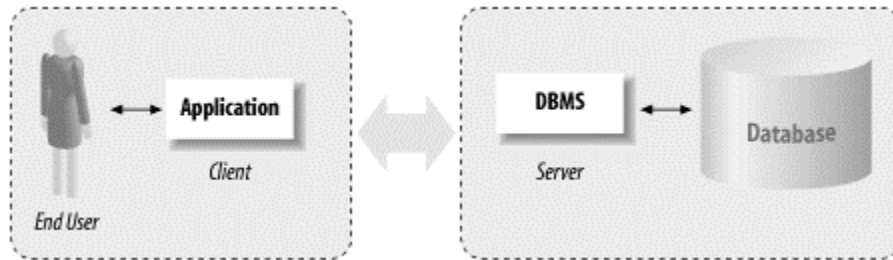 Application
Client
End User
DBMS
Server
Database